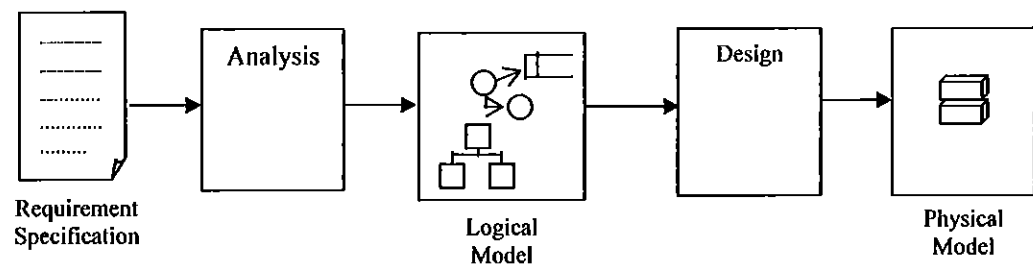 Analysis
Design
Requirement
Specification
Logical
Model
Physical
Model